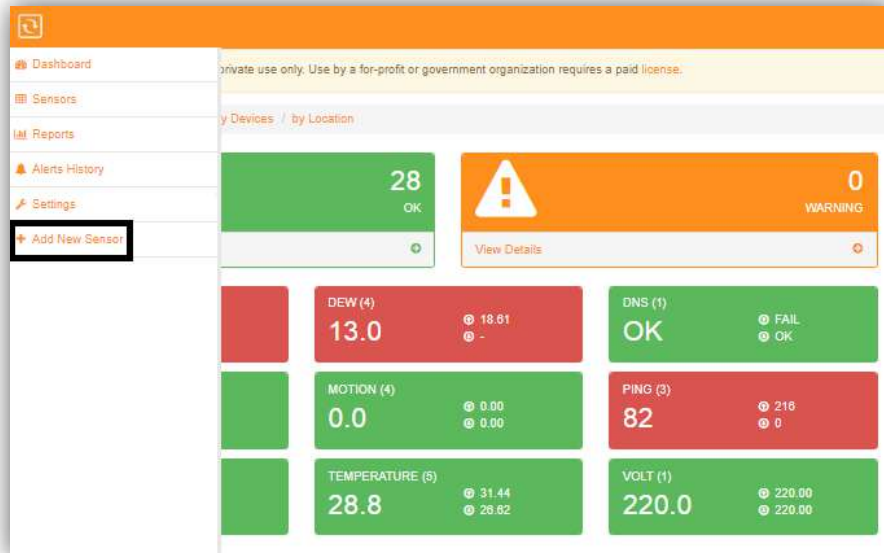 Dashboard
Sensors
Reports
Alerts History
Settings
Add New Sensor
private use only. Use by a for-profit or government organization requires a paid license.
y Devices / by Location
28
OK
0
WARNING
View Details
DEW (4)
13.0
18.61
-
DNS (1)
OK
FAIL
OK
MOTION (4)
0.0
0.00
0.00
PING (3)
82
216
0
TEMPERATURE (5)
28.8
31.44
26.62
VOLT (1)
220.0
220.00
220.00